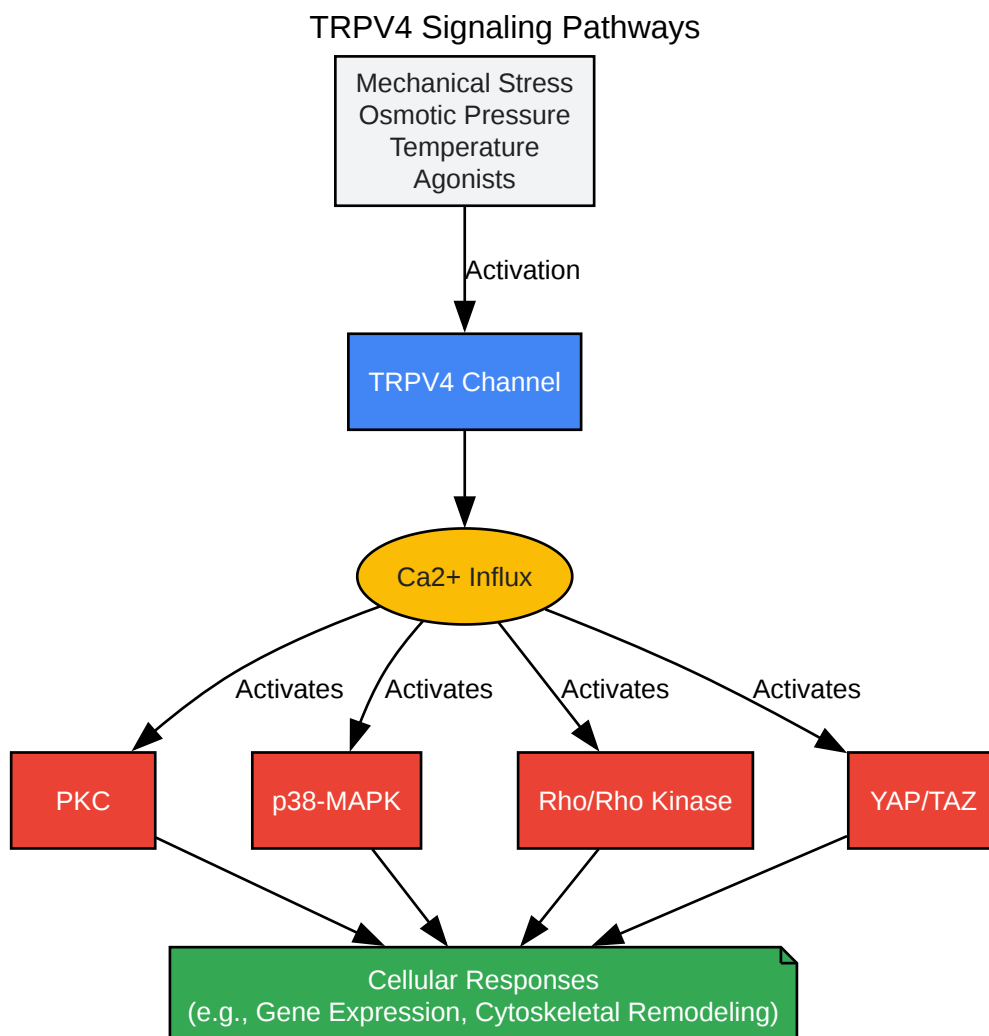 TRPV4 Signaling Pathways
Mechanical Stress
Osmotic Pressure
Temperature
Agonists
Activation
TRPV4 Channel
Ca2+ Influx
Activates
Activates
Activates
Activates
PKC
p38-MAPK
Rho/Rho Kinase
YAP/TAZ
Cellular Responses
(e.g., Gene Expression, Cytoskeletal Remodeling)